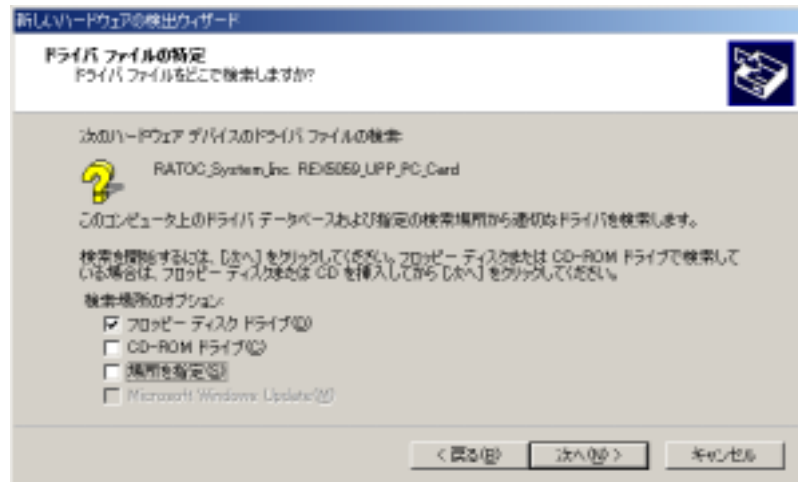 新しいハードウェアの検出ウィザード
ドライバ ファイルの特定
ドライバ ファイルをどこで検索しますか?
次のハードウェア デバイスのドライバ ファイルの検索:
RATOC_System_Inc. REX5059_UPP_PC_Card
このコンピュータ上のドライバ データベースおよび指定の検索場所から適切なドライバを検索します。
検索を開始するには、[次へ] をクリックしてください。フロッピー ディスクまたは CD-ROM ドライブで検索して
いる場合は、フロッピー ディスクまたは CD を挿入してから [次へ] をクリックしてください。
検索場所のオプション:
フロッピー ディスク ドライブ(D)
CD-ROM ドライブ(C)
場所を指定(S)
Microsoft Windows Update(M)
< 戻る(B) 次へ(N) > キャンセル